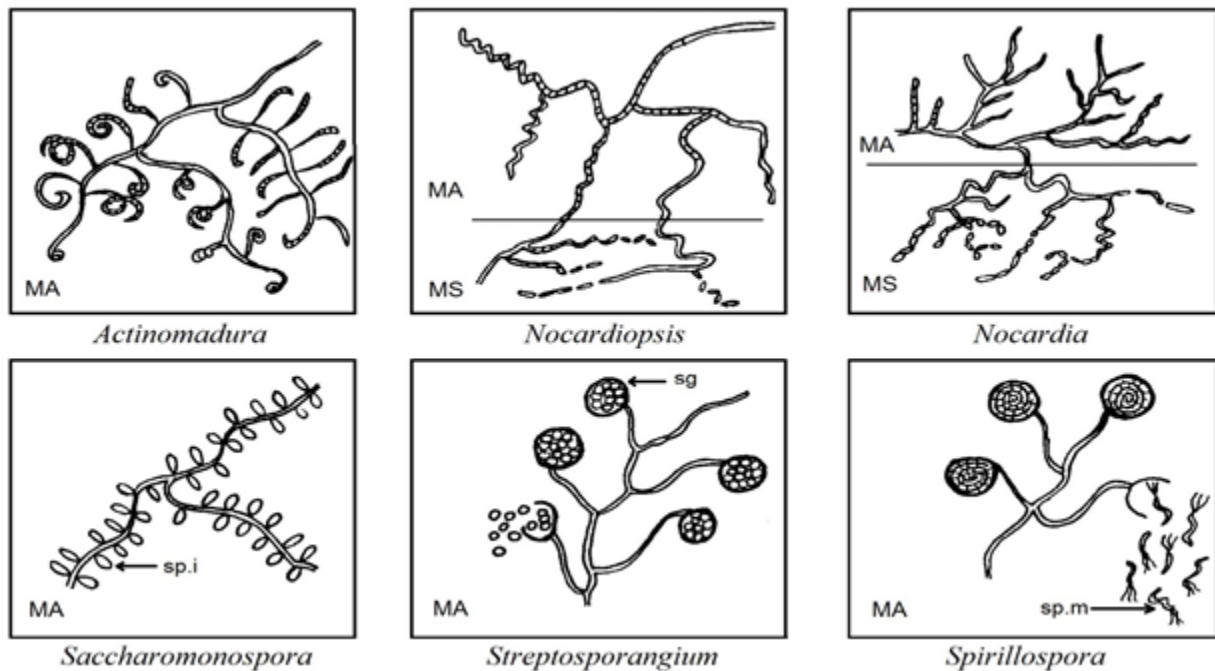 MA
Actinomadura
MA
MS
Nocardiopsis
MA
MS
Nocardia
sp.i
MA
Saccharomonospora
sg
MA
Streptosporangium
MA
sp.m
Spirillospora